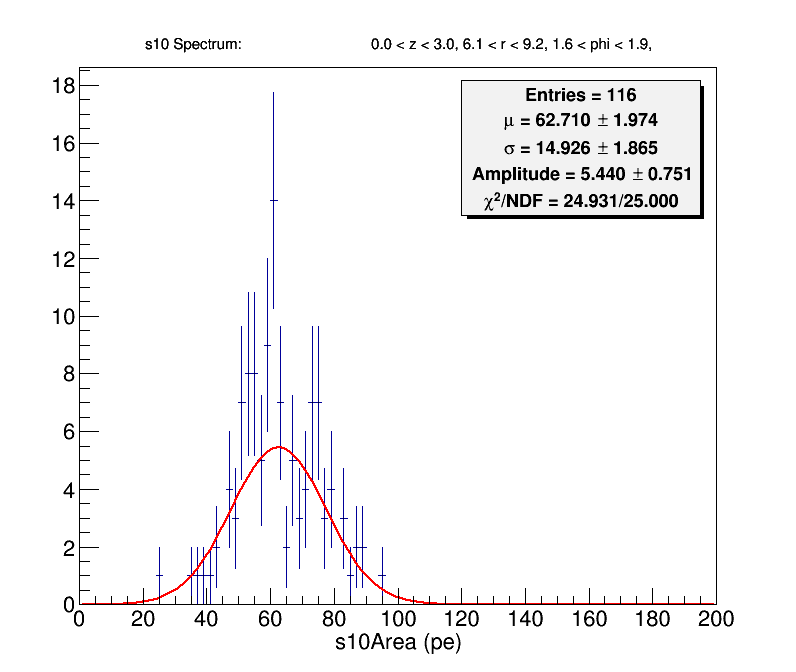 s10 Spectrum: 0.0 < z < 3.0, 6.1 < r < 9.2, 1.6 < phi < 1.9,
Entries = 116
μ = 62.710 ± 1.974
σ = 14.926 ± 1.865
Amplitude = 5.440 ± 0.751
χ²/NDF = 24.931/25.000
18
16
14
12
10
8
6
4
2
0
0 20 40 60 80 100 120 140 160 180 200
s10Area (pe)